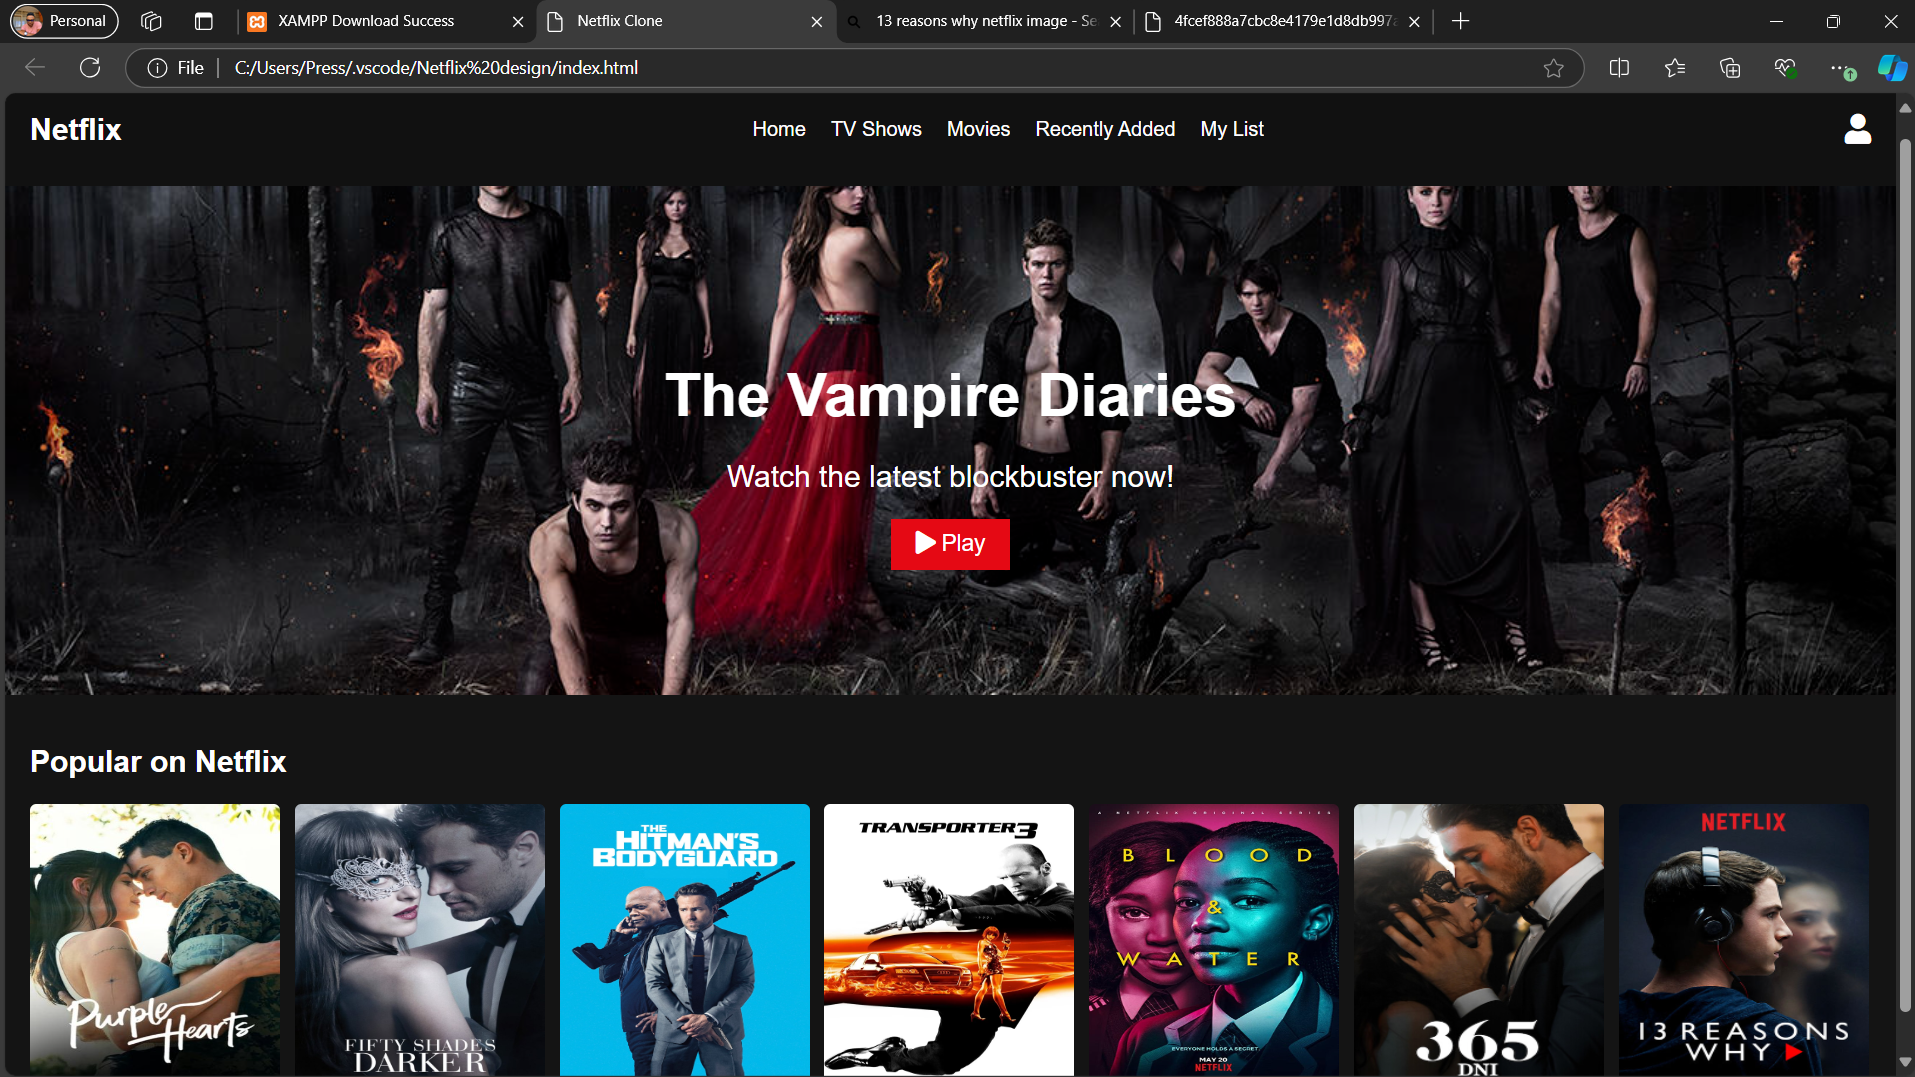 Personal
XAMPP Download Success
Netflix Clone
13 reasons why netflix image - Se
4fcef888a7cbc8e4179e1d8db997
File
C:/Users/Press/.vscode/Netflix%20design/index.html
Netflix
Home TV Shows Movies Recently Added My List
The Vampire Diaries
Watch the latest blockbuster now!
Play
Popular on Netflix
Purple Hearts
FIFTY SHADES
DARKER
THE
HITMAN'S
BODYGUARD
TRANSPORTER 3
A NETFLIX ORIGINAL SERIES
BLOOD
&
WATER
EVERYONE HOLDS A SECRET
MAY 20
NETFLIX
365
DNI
NETFLIX
13 REASONS
WHY